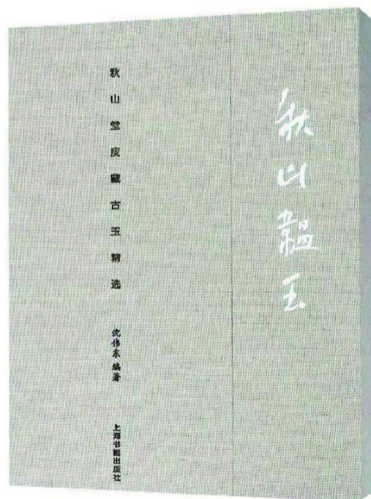 秋山韫玉
秋山堂庋藏古玉精选
沈伟东 编著
上海书画出版社